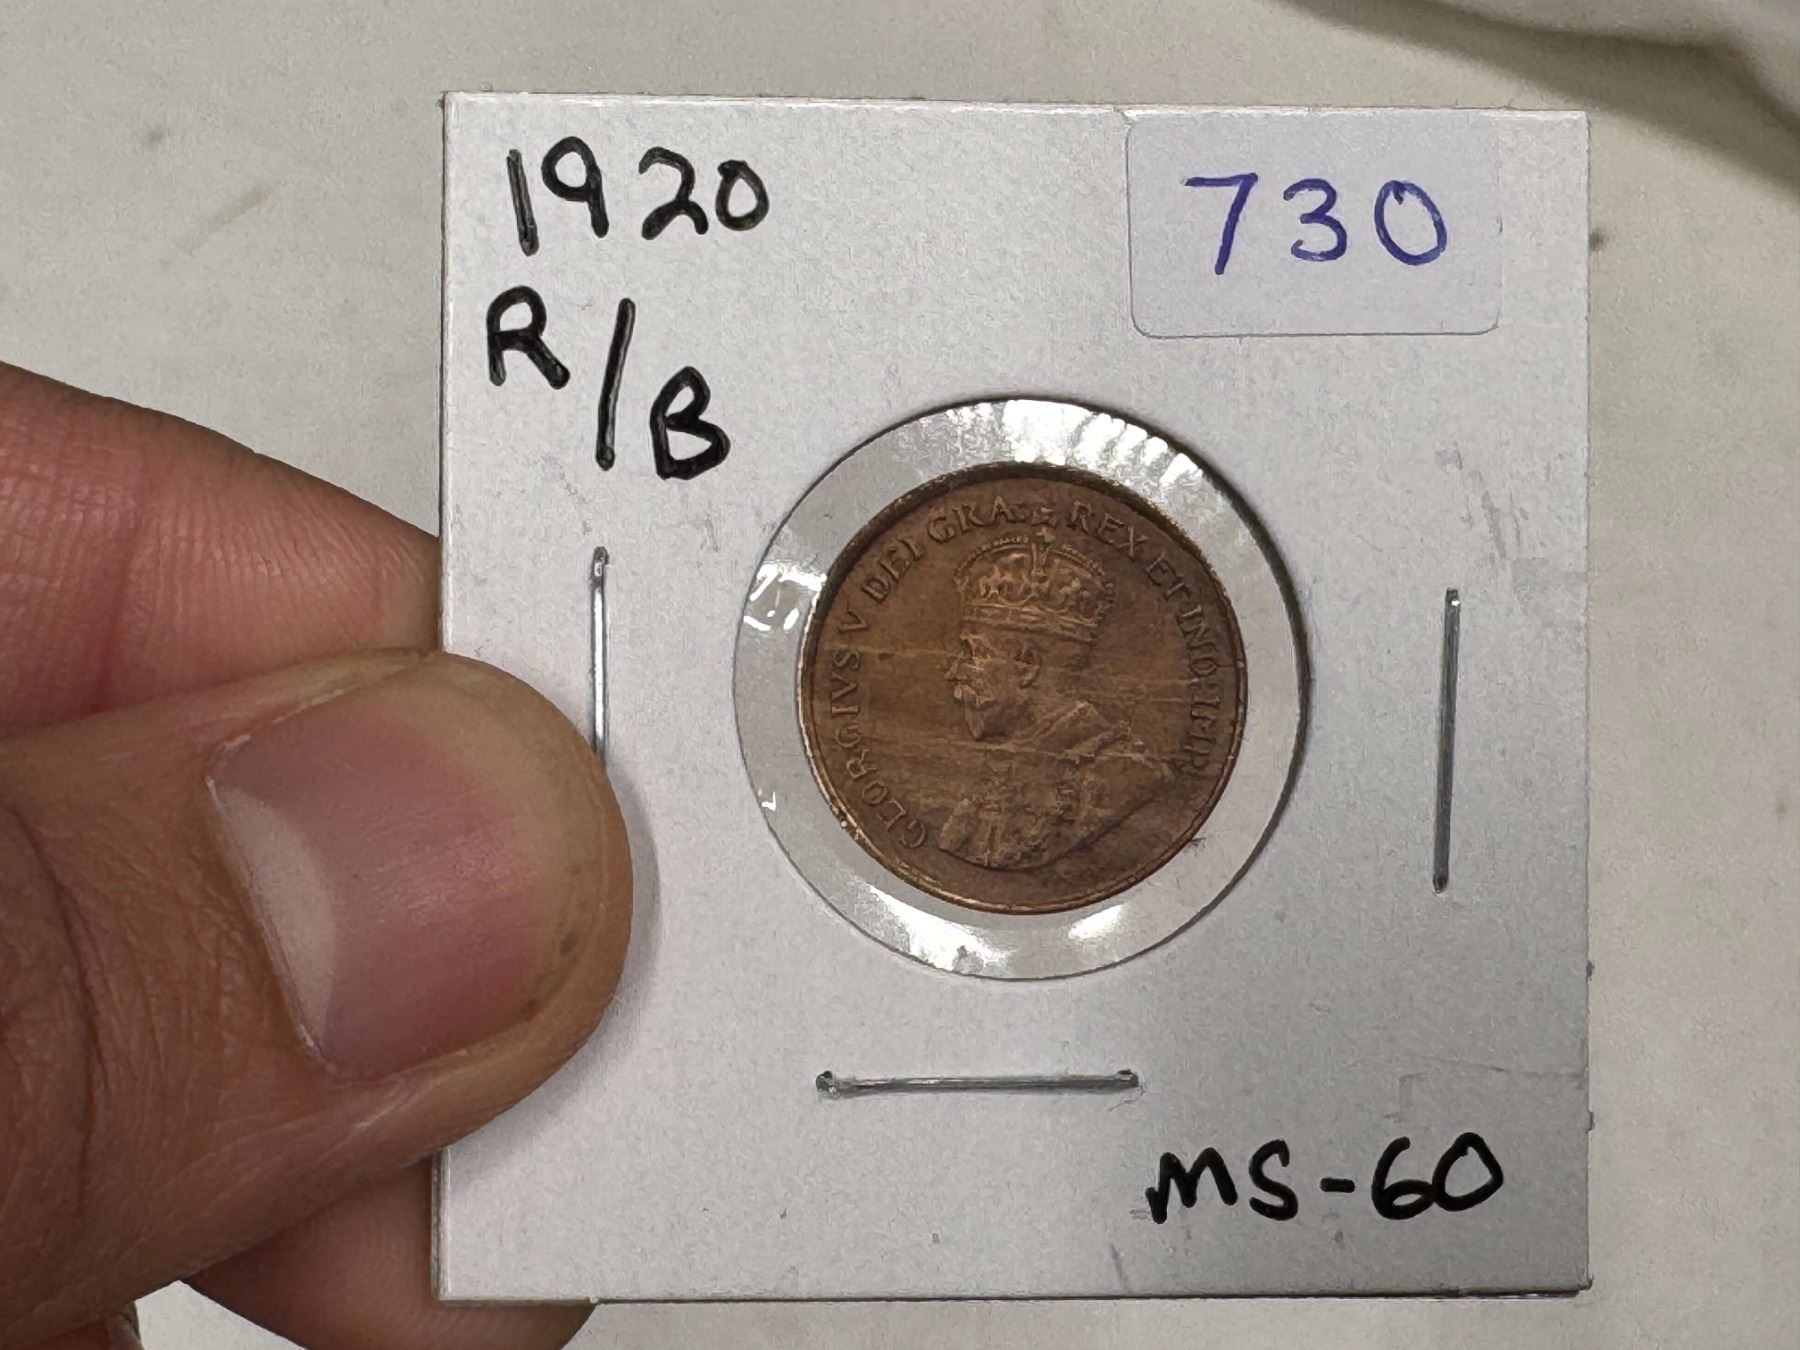 1920
730
R/B
GEORGIVS V DEI GRA: REX ET IND:IMP:
MS-60